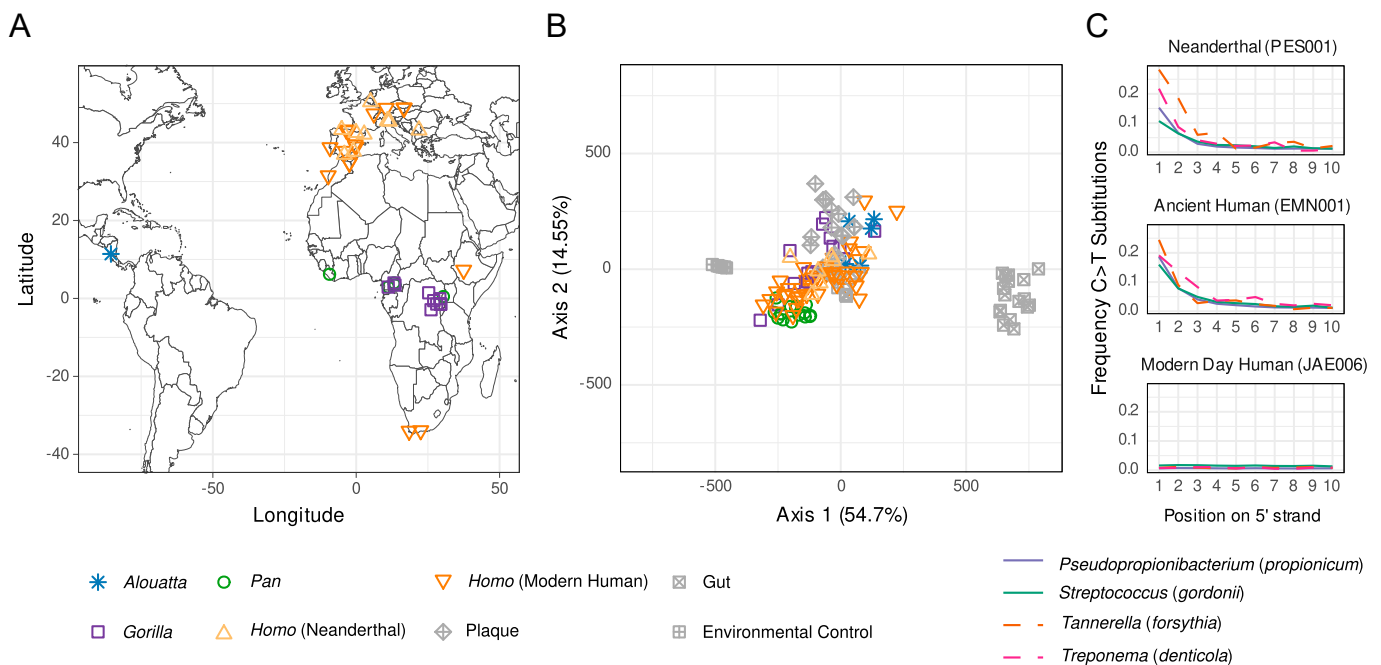 A
B
C
Neanderthal (PES001)
0.2
0.1
0.0
1 2 3 4 5 6 7 8 9 10
Ancient Human (EMN001)
0.2
0.1
0.0
1 2 3 4 5 6 7 8 9 10
Modern Day Human (JAE006)
0.2
0.1
0.0
1 2 3 4 5 6 7 8 9 10
Position on 5' strand
Frequency C>T Substitutions
40
20
0
-20
-40
Latitude
-50 0 50
Longitude
500
0
-500
Axis 2 (14.55%)
-500 0 500
Axis 1 (54.7%)
Alouatta
Pan
Homo (Modern Human)
Gut
Gorilla
Homo (Neanderthal)
Plaque
Environmental Control
Pseudopropionibacterium (propionicum)
Streptococcus (gordonii)
Tannerella (forsythia)
Treponema (denticola)